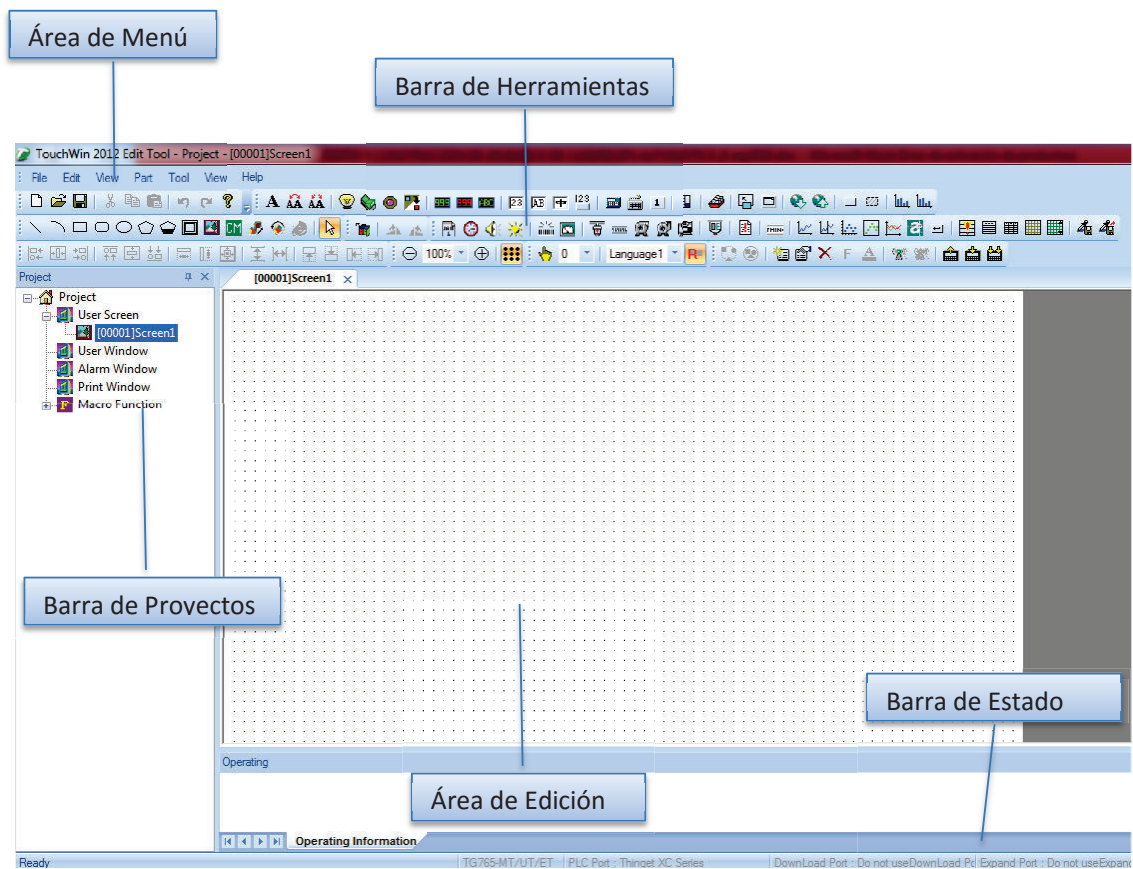 Área de Menú
Barra de Herramientas
TouchWin 2012 Edit Tool - Project - [00001]Screen1
File Edit View Part Tool View Help
100% 0 Language1
Project
[00001]Screen1
Project
User Screen
[00001]Screen1
User Window
Alarm Window
Print Window
Macro Function
Barra de Proyectos
Barra de Estado
Operating
Área de Edición
Operating Information
Ready TG765-MT/UT/ET PLC Port : Thinget XC Series DownLoad Port : Do not useDownLoad Po Expand Port : Do not useExpand